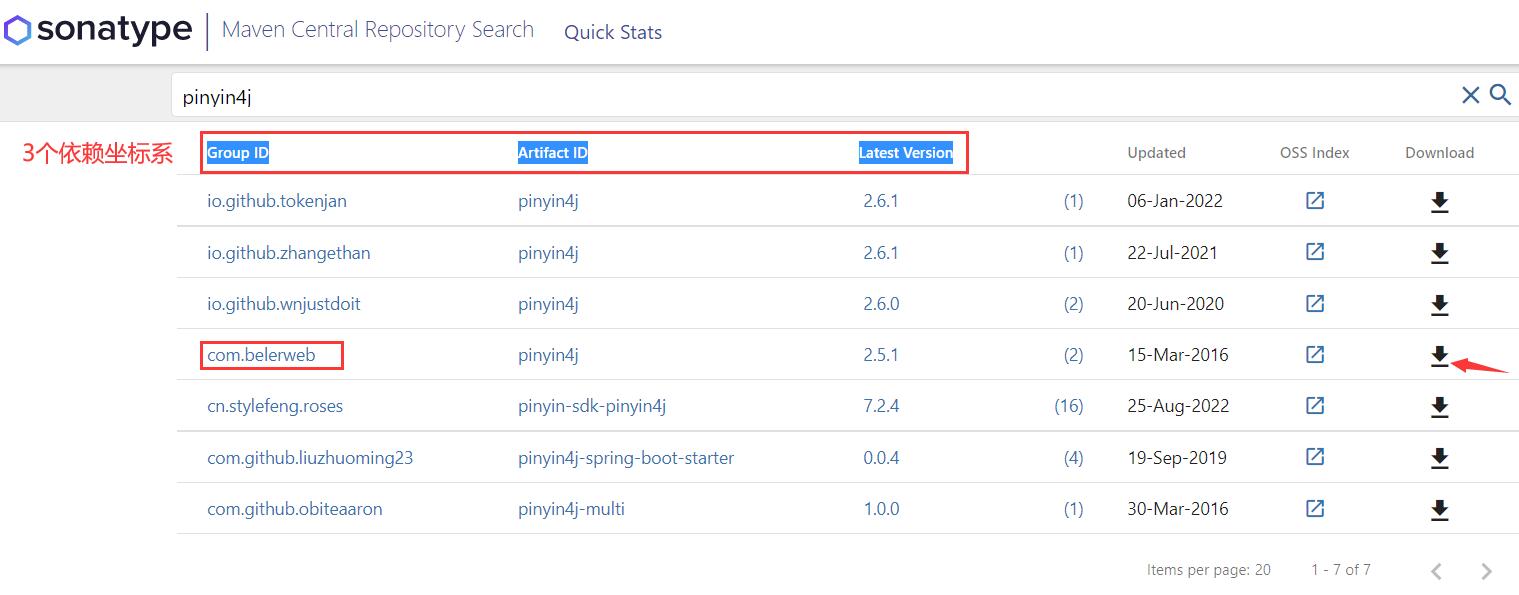 sonatype Maven Central Repository Search Quick Stats
pinyin4j
3个依赖坐标系 Group ID Artifact ID Latest Version Updated OSS Index Download
io.github.tokenjan pinyin4j 2.6.1 (1) 06-Jan-2022
io.github.zhangethan pinyin4j 2.6.1 (1) 22-Jul-2021
io.github.wnjustdoit pinyin4j 2.6.0 (2) 20-Jun-2020
com.belerweb pinyin4j 2.5.1 (2) 15-Mar-2016
cn.stylefeng.roses pinyin-sdk-pinyin4j 7.2.4 (16) 25-Aug-2022
com.github.liuzhuoming23 pinyin4j-spring-boot-starter 0.0.4 (4) 19-Sep-2019
com.github.obiteaaron pinyin4j-multi 1.0.0 (1) 30-Mar-2016
Items per page: 20 1 - 7 of 7